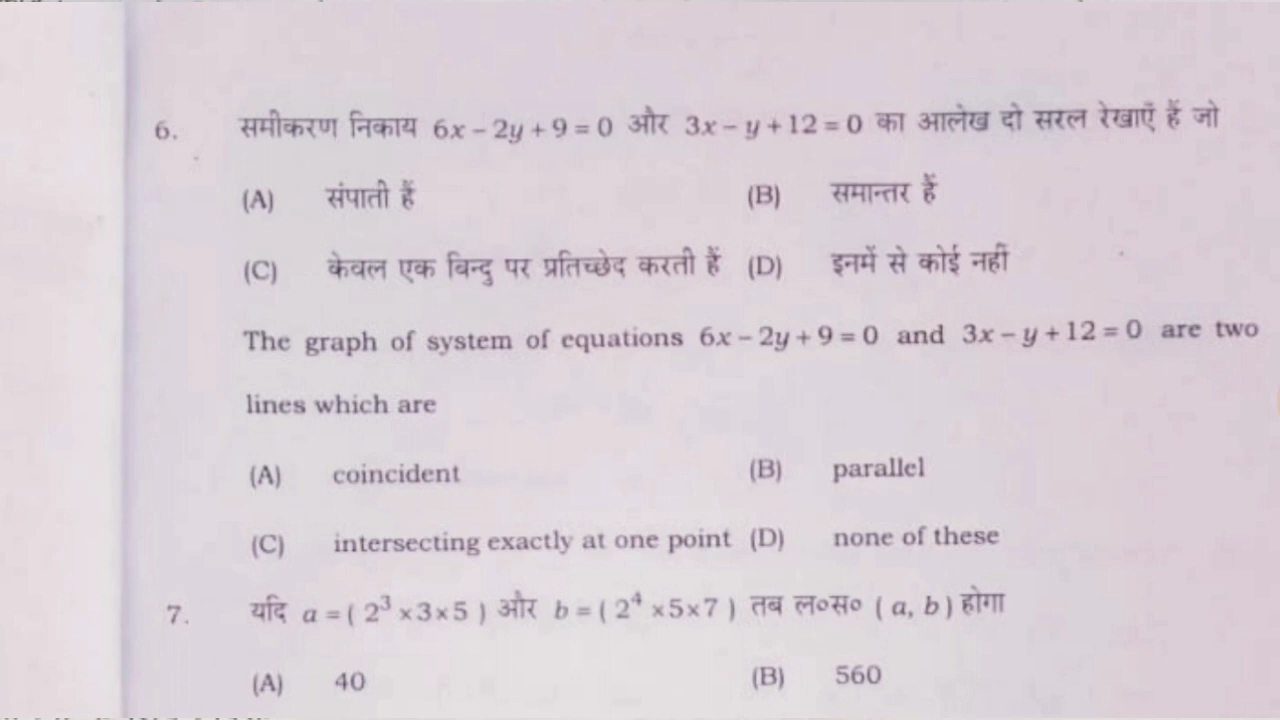 6. समीकरण निकाय 6x – 2y + 9 = 0 और 3x – y + 12 = 0 का आलेख दो सरल रेखाएँ हैं जो
(A) संपाती हैं (B) समान्तर हैं
(C) केवल एक बिन्दु पर प्रतिच्छेद करती हैं (D) इनमें से कोई नहीं
The graph of system of equations 6x – 2y + 9 = 0 and 3x – y + 12 = 0 are two
lines which are
(A) coincident (B) parallel
(C) intersecting exactly at one point (D) none of these
7. यदि a = ( 2³ × 3 × 5 ) और b = ( 2⁴ × 5 × 7 ) तब ल०स० ( a, b ) होगा
(A) 40 (B) 560